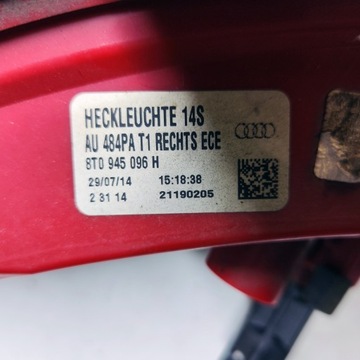 HECKLEUCHTE 14S
AU 484PA T1 RECHTS ECE
8T0 945 096 H
29/07/14 15:18:38
2 31 14 21190205